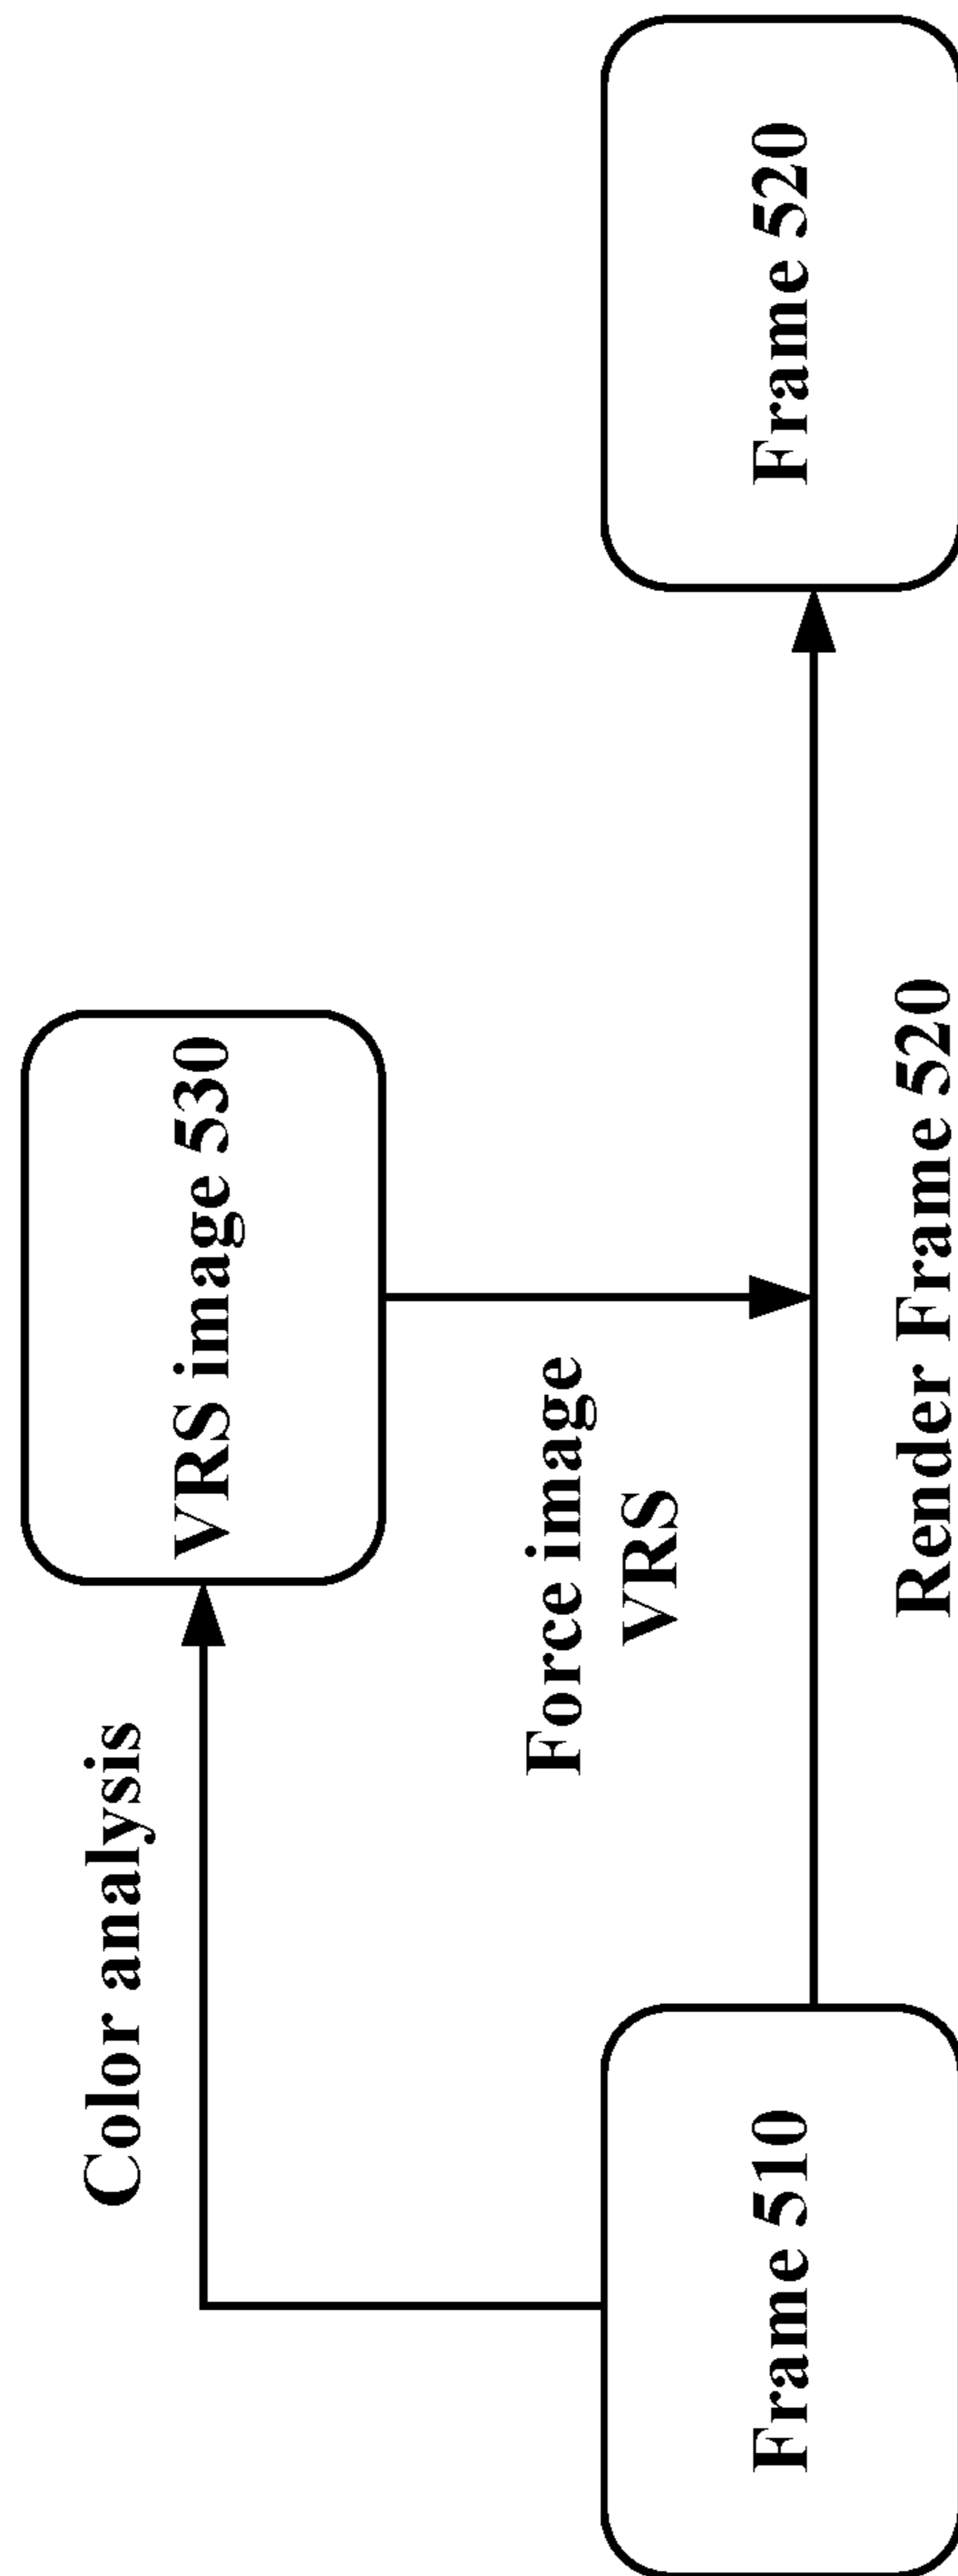 Color analysis
VRS image 530
Force image
VRS
Frame 510
Render Frame 520
Frame 520